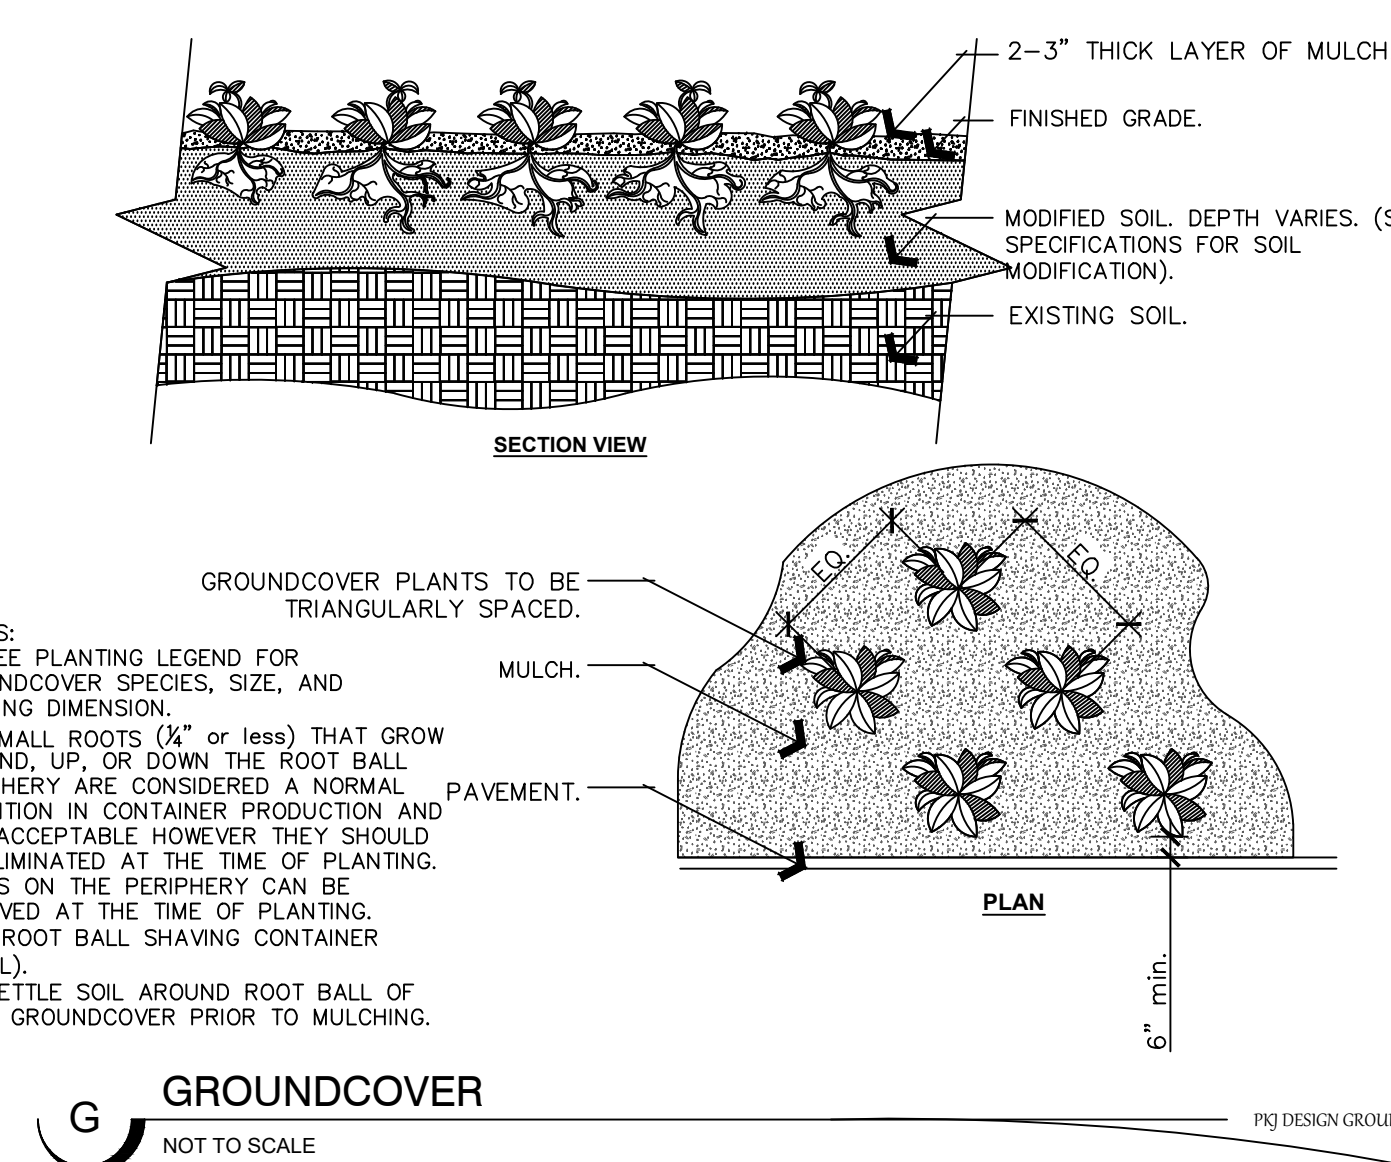 2-3" THICK LAYER OF MULCH
FINISHED GRADE.
MODIFIED SOIL. DEPTH VARIES. (S
SPECIFICATIONS FOR SOIL
MODIFICATION).
EXISTING SOIL.
SECTION VIEW
EQ.
EQ.
GROUNDCOVER PLANTS TO BE
TRIANGULARLY SPACED.
MULCH.
PAVEMENT.
S:
EE PLANTING LEGEND FOR
NDCOVER SPECIES, SIZE, AND
NG DIMENSION.
MALL ROOTS (¼" or less) THAT GROW
ND, UP, OR DOWN THE ROOT BALL
PHERY ARE CONSIDERED A NORMAL
ITION IN CONTAINER PRODUCTION AND
ACCEPTABLE HOWEVER THEY SHOULD
LIMINATED AT THE TIME OF PLANTING.
S ON THE PERIPHERY CAN BE
VED AT THE TIME OF PLANTING.
ROOT BALL SHAVING CONTAINER
L).
ETTLE SOIL AROUND ROOT BALL OF
GROUNDCOVER PRIOR TO MULCHING.
PLAN
6" min.
G
GROUNDCOVER
NOT TO SCALE
PKJ DESIGN GROU